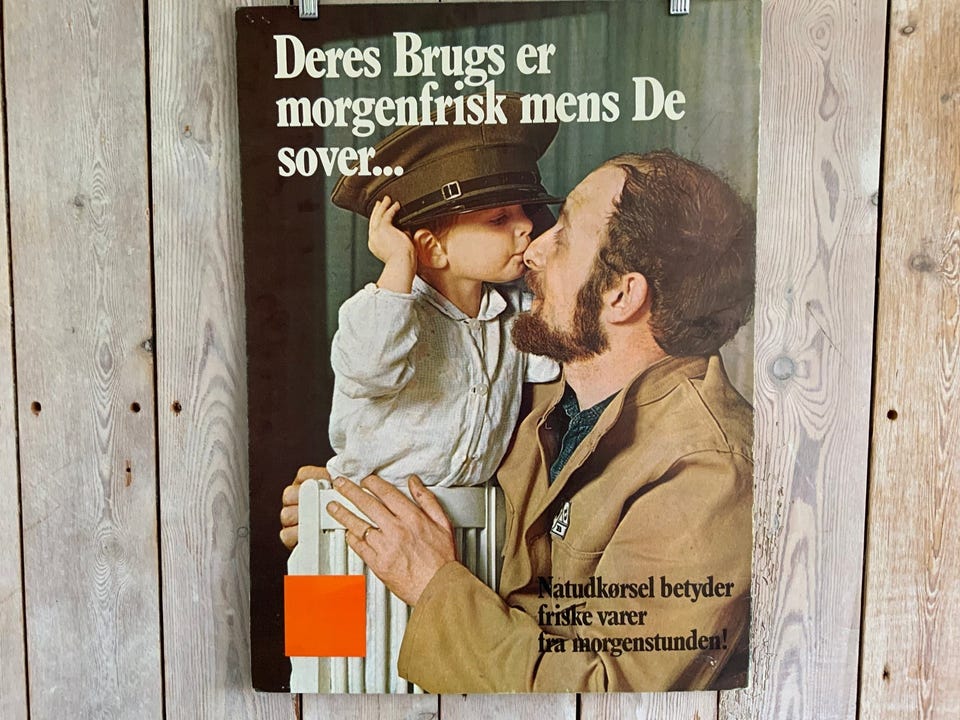 Deres Brugs er
morgenfrisk mens De
sover...
Natudkørsel betyder
friske varer
fra morgenstunden!